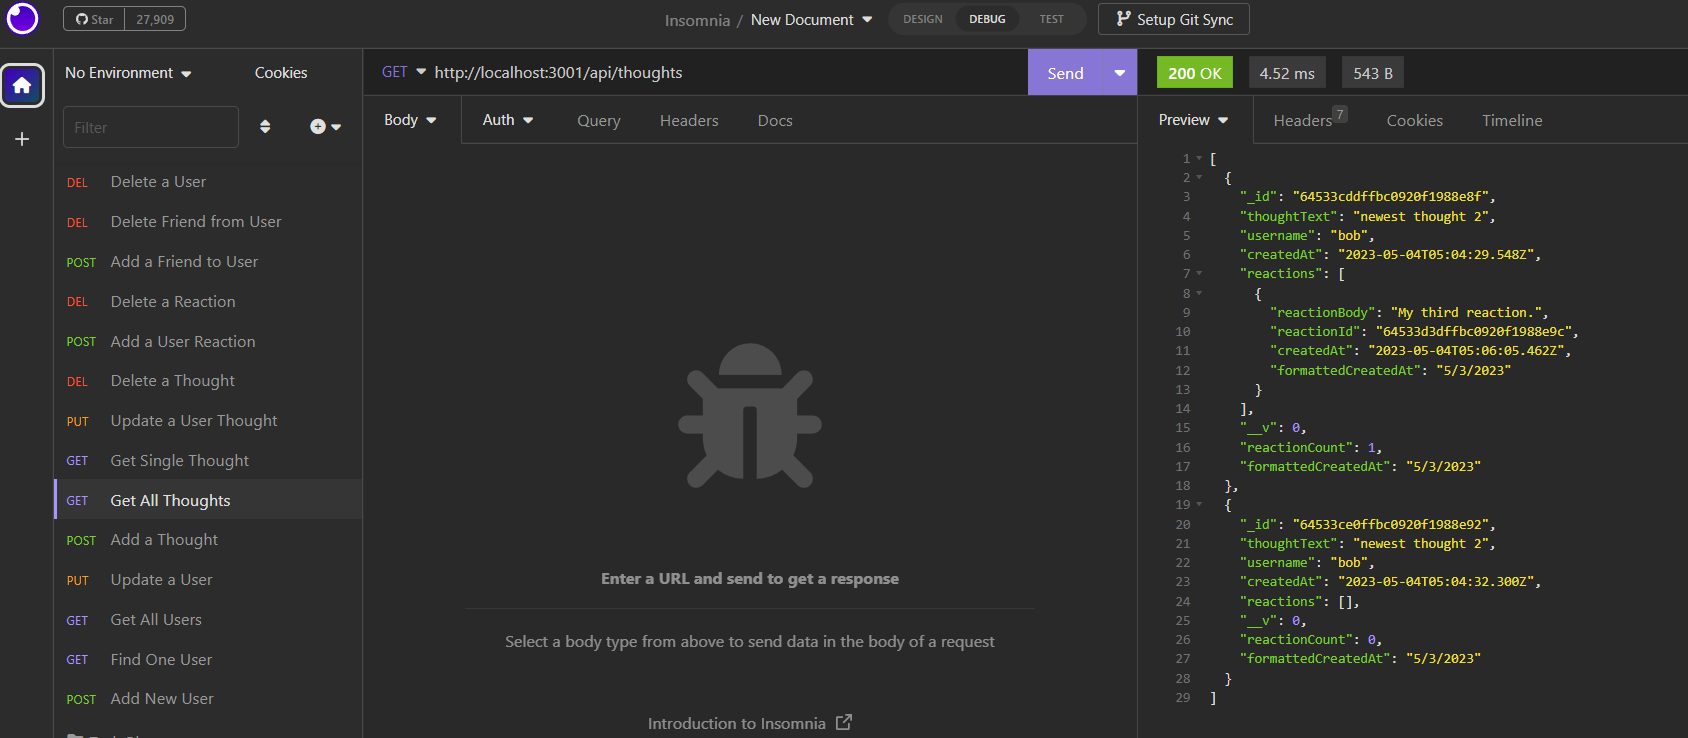 Star 27,909
Insomnia / New Document
DESIGN DEBUG TEST
Setup Git Sync
No Environment
Cookies
Filter
DEL Delete a User
DEL Delete Friend from User
POST Add a Friend to User
DEL Delete a Reaction
POST Add a User Reaction
DEL Delete a Thought
PUT Update a User Thought
GET Get Single Thought
GET Get All Thoughts
POST Add a Thought
PUT Update a User
GET Get All Users
GET Find One User
POST Add New User
GET http://localhost:3001/api/thoughts
Send
Body Auth Query Headers Docs
Enter a URL and send to get a response
Select a body type from above to send data in the body of a request
Introduction to Insomnia
200 OK 4.52 ms 543 B
Preview Headers 7 Cookies Timeline
1 [
2 {
3 "_id": "64533cddffbc0920f1988e8f",
4 "thoughtText": "newest thought 2",
5 "username": "bob",
6 "createdAt": "2023-05-04T05:04:29.548Z",
7 "reactions": [
8 {
9 "reactionBody": "My third reaction.",
10 "reactionId": "64533d3dffbc0920f1988e9c",
11 "createdAt": "2023-05-04T05:06:05.462Z",
12 "formattedCreatedAt": "5/3/2023"
13 }
14 ],
15 "__v": 0,
16 "reactionCount": 1,
17 "formattedCreatedAt": "5/3/2023"
18 },
19 {
20 "_id": "64533ce0ffbc0920f1988e92",
21 "thoughtText": "newest thought 2",
22 "username": "bob",
23 "createdAt": "2023-05-04T05:04:32.300Z",
24 "reactions": [],
25 "__v": 0,
26 "reactionCount": 0,
27 "formattedCreatedAt": "5/3/2023"
28 }
29 ]